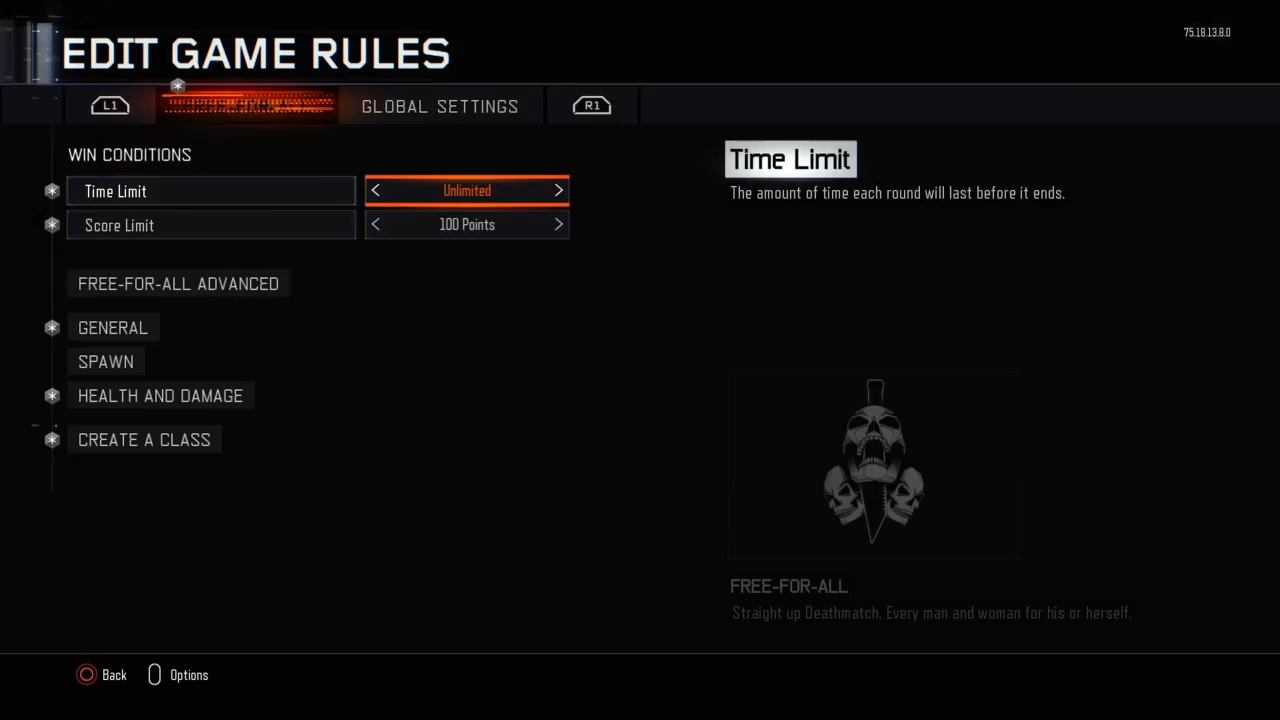 EDIT GAME RULES
75.18.13.8.0
L1
FREE-FOR-ALL
GLOBAL SETTINGS
R1
WIN CONDITIONS
Time Limit
Unlimited
Score Limit
100 Points
FREE-FOR-ALL ADVANCED
GENERAL
SPAWN
HEALTH AND DAMAGE
CREATE A CLASS
Time Limit
The amount of time each round will last before it ends.
FREE-FOR-ALL
Straight up Deathmatch. Every man and woman for his or herself.
Back
Options